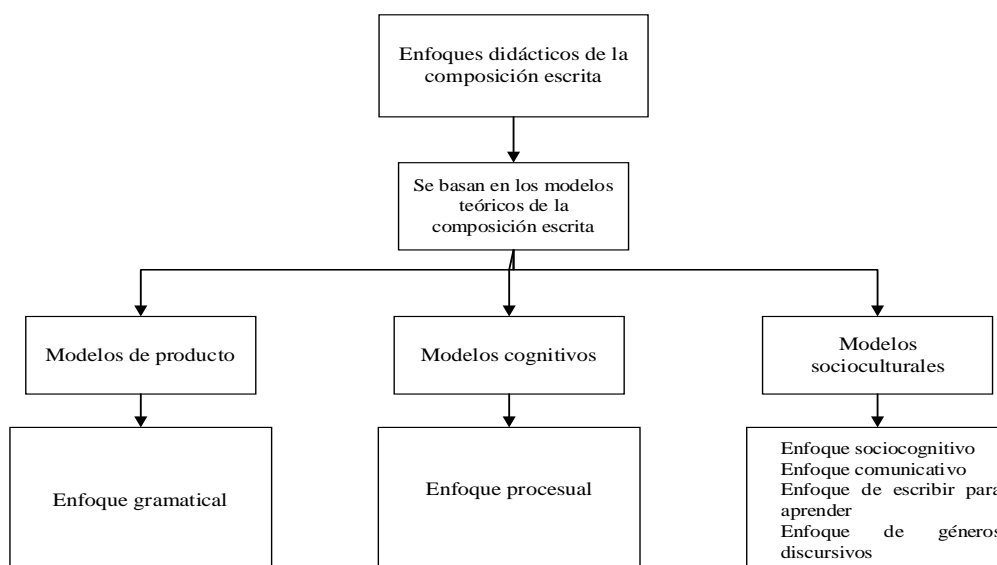 Enfoques didácticos de la
composición escrita
Se basan en los modelos
teóricos de la
composición escrita
Modelos de producto
Modelos cognitivos
Modelos
socioculturales
Enfoque gramatical
Enfoque procesual
Enfoque sociocognitivo
Enfoque comunicativo
Enfoque de escribir para
aprender
Enfoque de géneros
discursivos